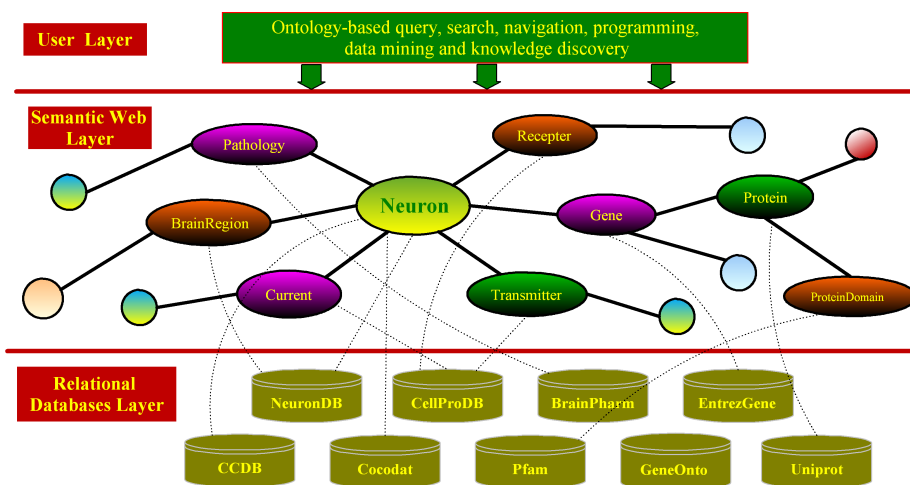 User Layer
Ontology-based query, search, navigation, programming,
data mining and knowledge discovery
Semantic Web
Layer
Pathology
Recepter
Neuron
Gene
Protein
BrainRegion
Current
Transmitter
ProteinDomain
Relational
Databases Layer
NeuronDB
CellProDB
BrainPharm
EntrezGene
CCDB
Cocodat
Pfam
GeneOnto
Uniprot